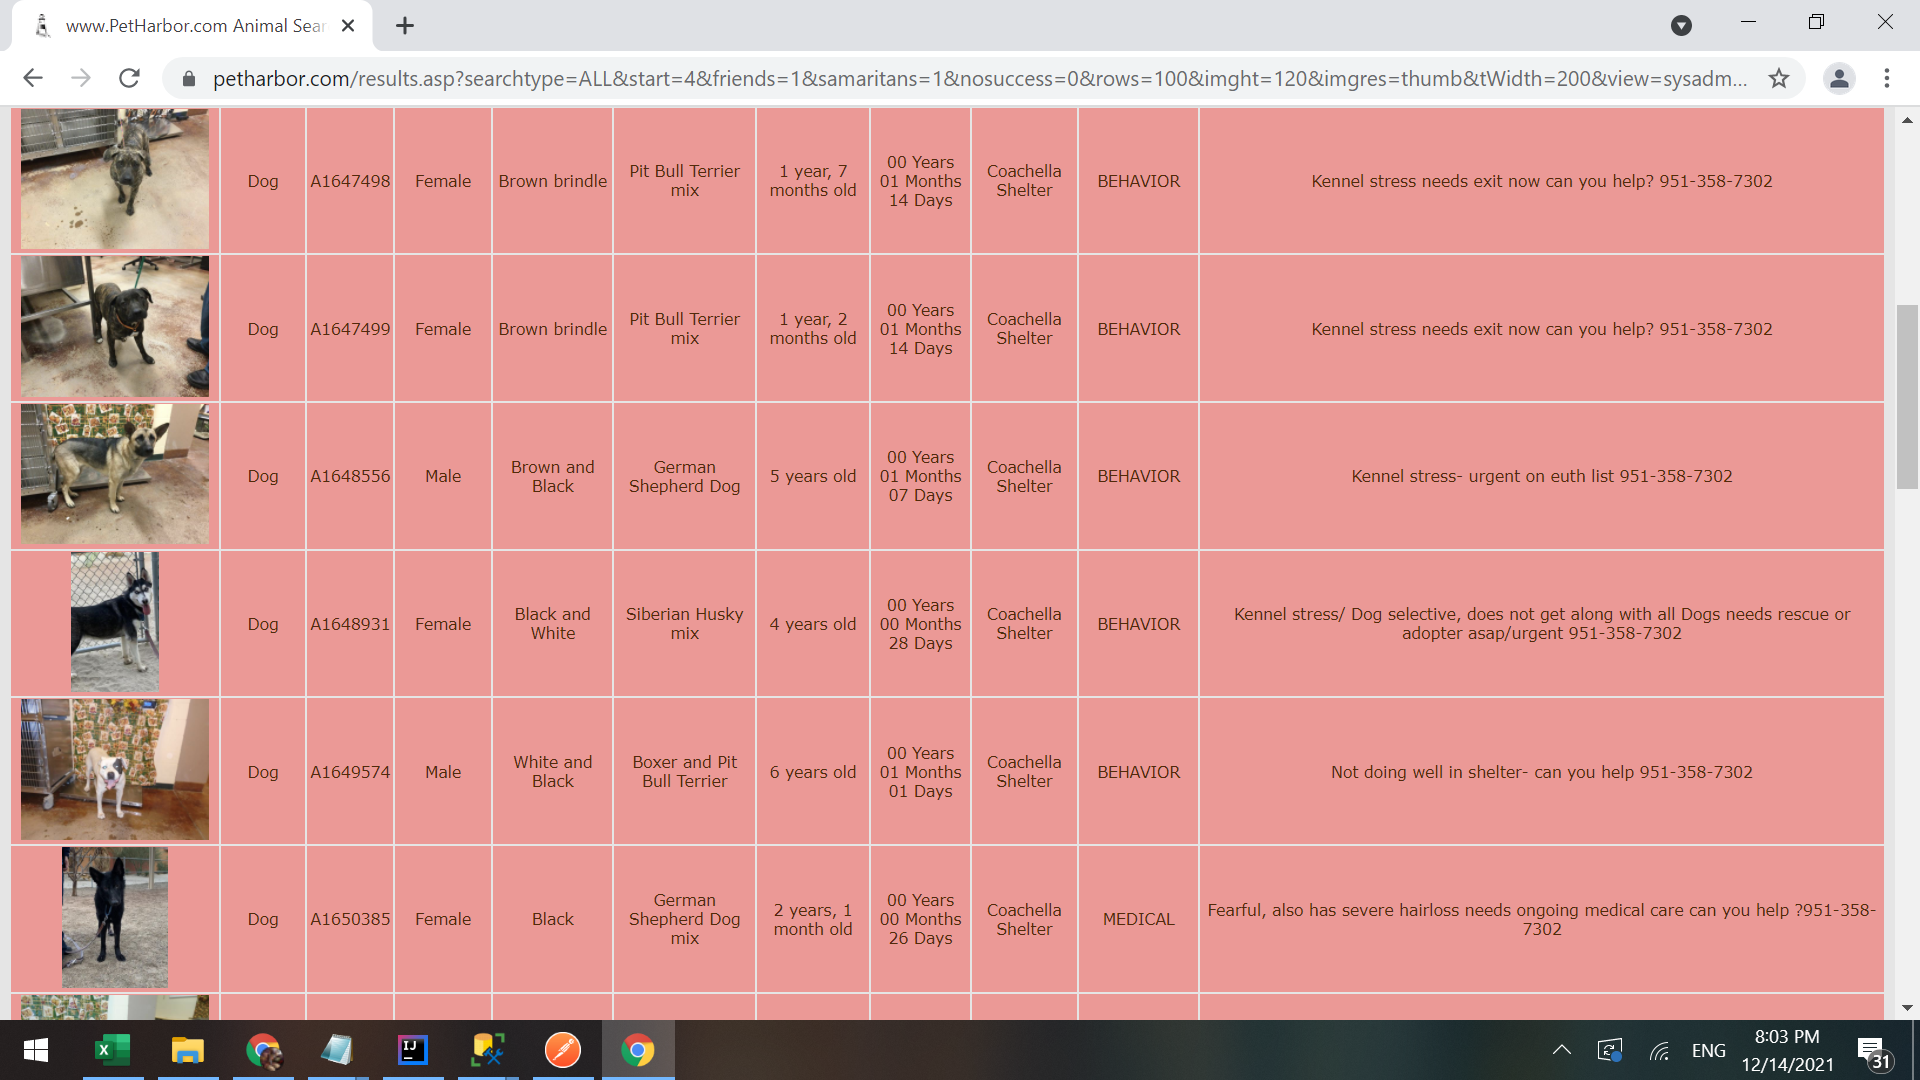 www.PetHarbor.com Animal Sear
petharbor.com/results.asp?searchtype=ALL&start=4&friends=1&samaritans=1&nosuccess=0&rows=100&imght=120&imgres=thumb&tWidth=200&view=sysadm...
Dog
A1647498
Female
Brown brindle
Pit Bull Terrier
mix
1 year, 7
months old
00 Years
01 Months
14 Days
Coachella
Shelter
BEHAVIOR
Kennel stress needs exit now can you help? 951-358-7302
Dog
A1647499
Female
Brown brindle
Pit Bull Terrier
mix
1 year, 2
months old
00 Years
01 Months
14 Days
Coachella
Shelter
BEHAVIOR
Kennel stress needs exit now can you help? 951-358-7302
Dog
A1648556
Male
Brown and
Black
German
Shepherd Dog
5 years old
00 Years
01 Months
07 Days
Coachella
Shelter
BEHAVIOR
Kennel stress- urgent on euth list 951-358-7302
Dog
A1648931
Female
Black and
White
Siberian Husky
mix
4 years old
00 Years
00 Months
28 Days
Coachella
Shelter
BEHAVIOR
Kennel stress/ Dog selective, does not get along with all Dogs needs rescue or
adopter asap/urgent 951-358-7302
Dog
A1649574
Male
White and
Black
Boxer and Pit
Bull Terrier
6 years old
00 Years
01 Months
01 Days
Coachella
Shelter
BEHAVIOR
Not doing well in shelter- can you help 951-358-7302
Dog
A1650385
Female
Black
German
Shepherd Dog
mix
2 years, 1
month old
00 Years
00 Months
26 Days
Coachella
Shelter
MEDICAL
Fearful, also has severe hairloss needs ongoing medical care can you help ?951-358-
7302
X
IJ
ENG
8:03 PM
12/14/2021
31